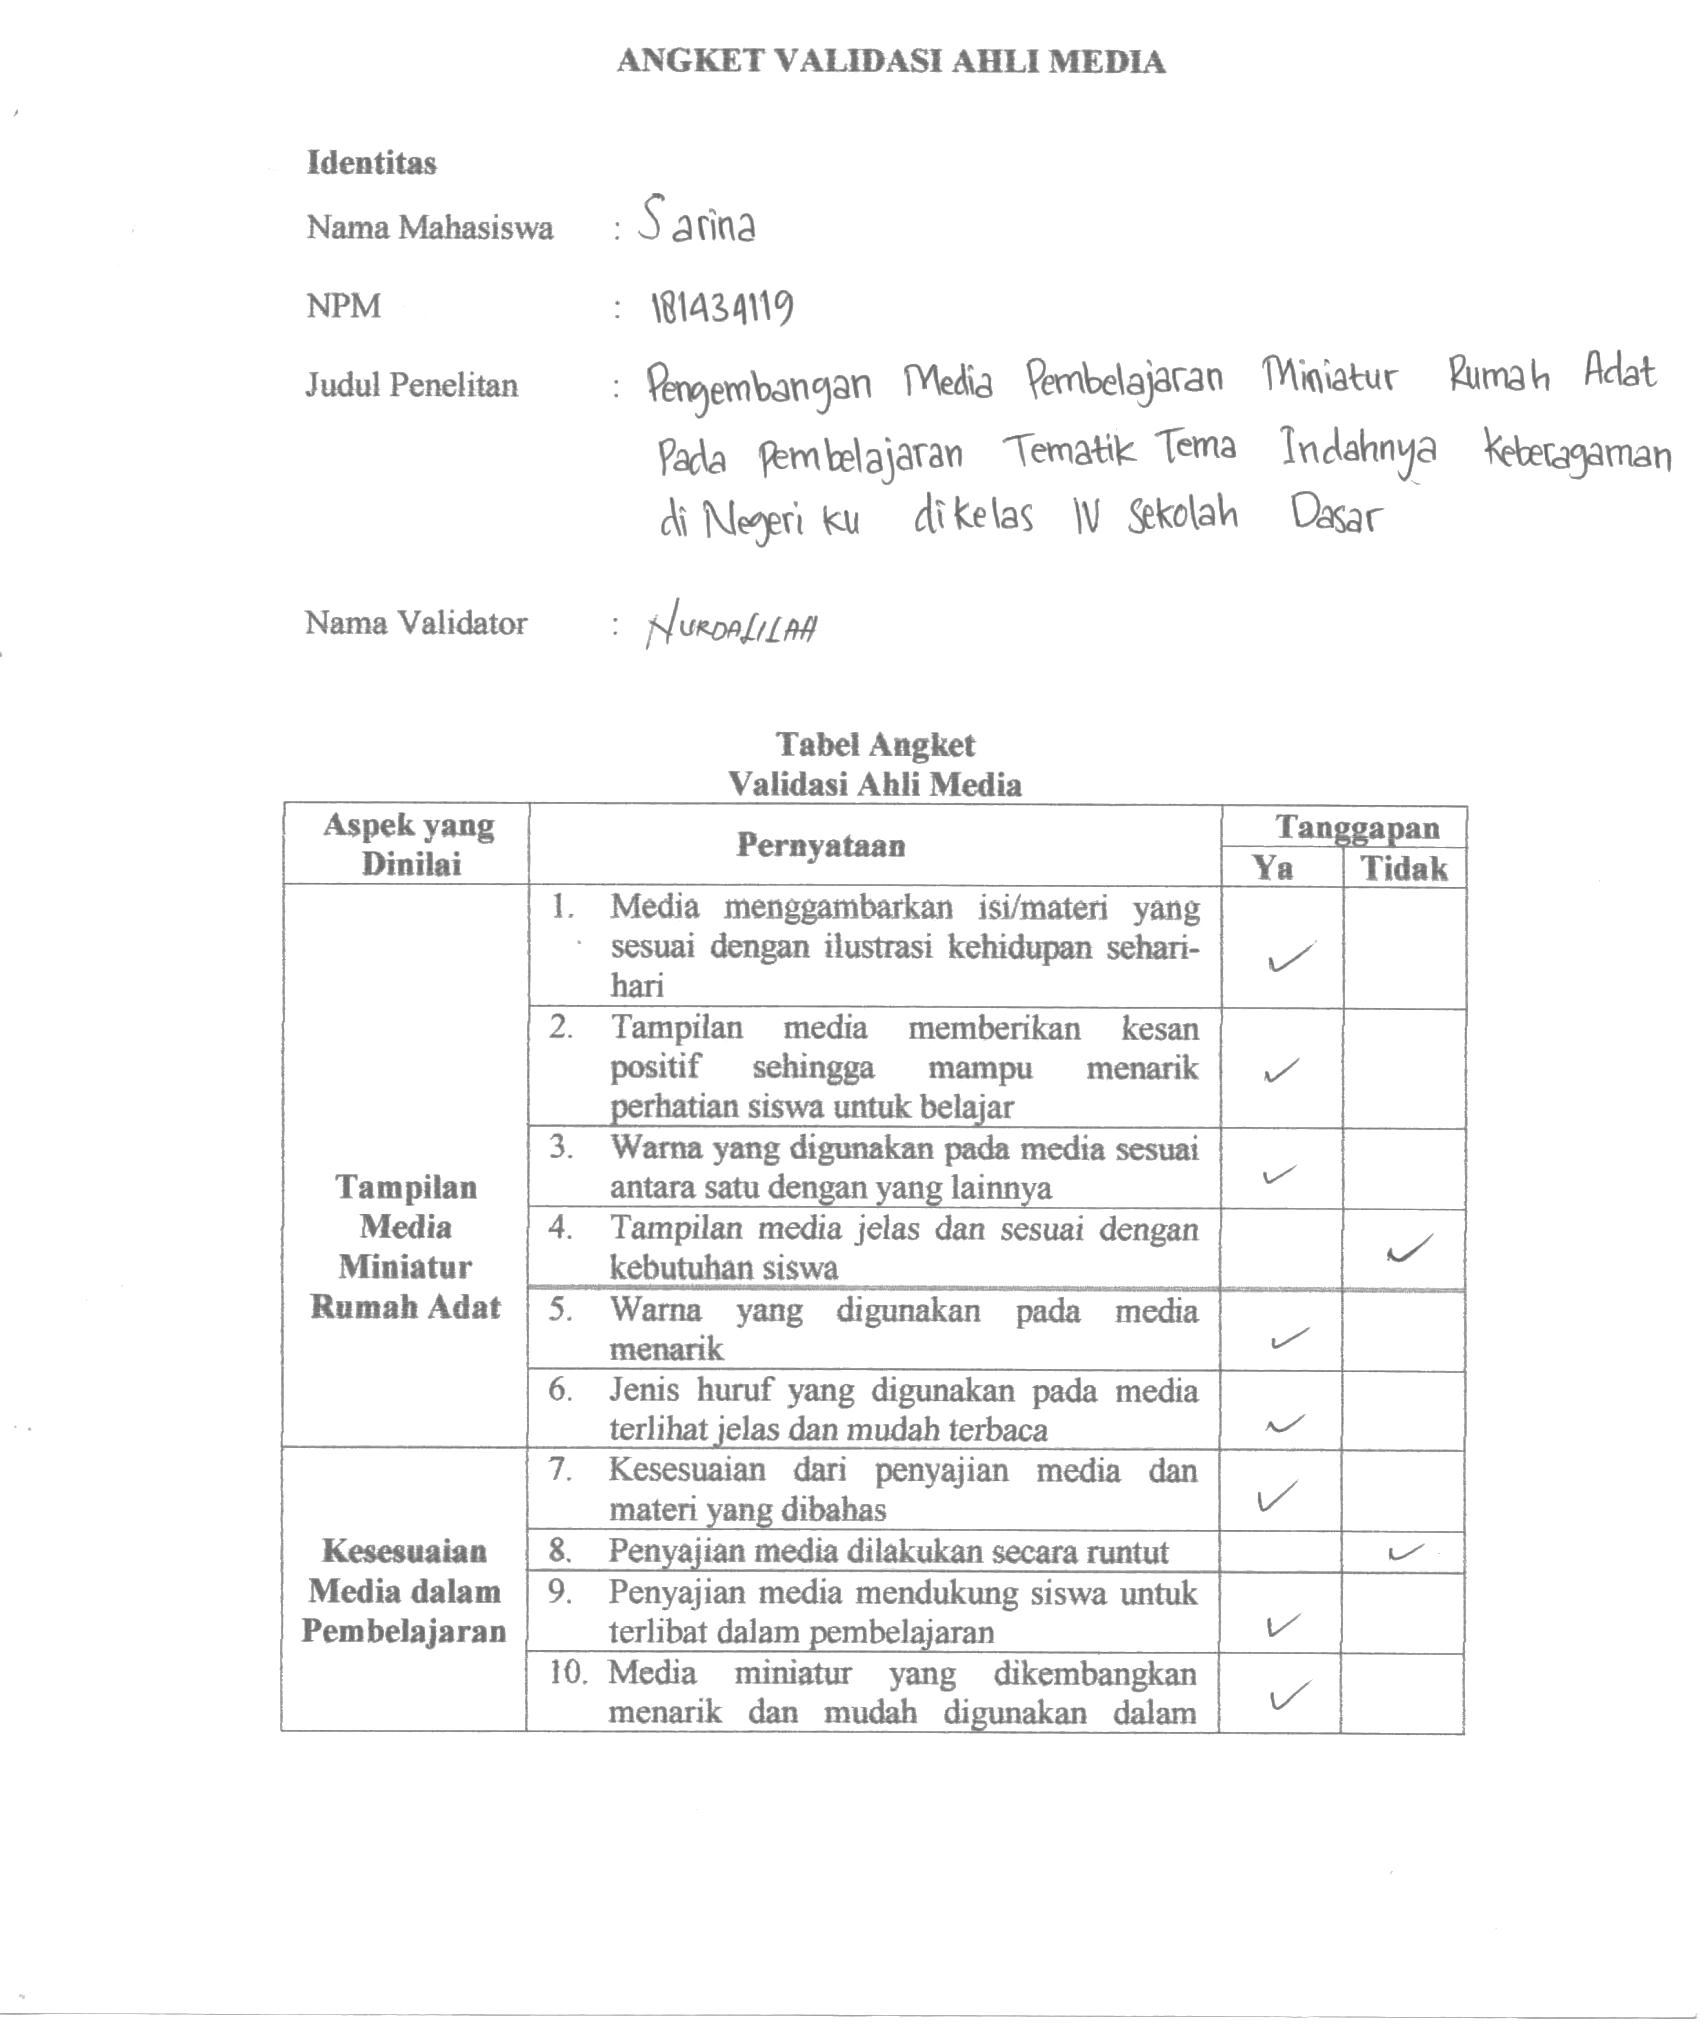 ANGKET VALIDASI AHLI MEDIA
Identitas
Nama Mahasiswa : Sarina
NPM : 181434119
Judul Penelitan : Pengembangan Media Pembelajaran Miniatur Rumah Adat
Pada Pembelajaran Tematik Tema Indahnya Keberagaman
di Negeri ku dikelas IV Sekolah Dasar
Nama Validator : NURDALILAH
Tabel Angket
Validasi Ahli Media
Aspek yang Dinilai Pernyataan Tanggapan
Ya Tidak
Tampilan
Media
Miniatur
Rumah Adat
1. Media menggambarkan isi/materi yang
sesuai dengan ilustrasi kehidupan sehari-
hari ✓
2. Tampilan media memberikan kesan
positif sehingga mampu menarik ✓
perhatian siswa untuk belajar
3. Warna yang digunakan pada media sesuai
antara satu dengan yang lainnya ✓
4. Tampilan media jelas dan sesuai dengan
kebutuhan siswa ✓
5. Warna yang digunakan pada media
menarik ✓
6. Jenis huruf yang digunakan pada media
terlihat jelas dan mudah terbaca ✓
Kesesuaian
Media dalam
Pembelajaran
7. Kesesuaian dari penyajian media dan
materi yang dibahas ✓
8. Penyajian media dilakukan secara runtut ✓
9. Penyajian media mendukung siswa untuk
terlibat dalam pembelajaran ✓
10. Media miniatur yang dikembangkan
menarik dan mudah digunakan dalam ✓